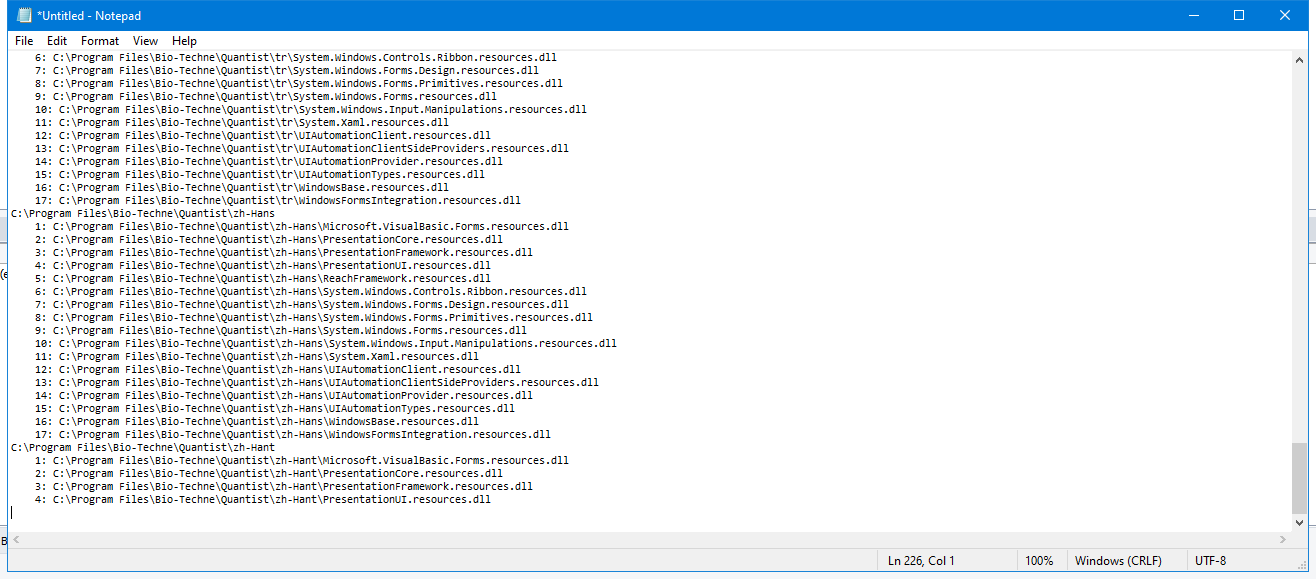 *Untitled - Notepad
File Edit Format View Help
6: C:\Program Files\Bio-Techne\Quantist\tr\System.Windows.Controls.Ribbon.resources.dll
7: C:\Program Files\Bio-Techne\Quantist\tr\System.Windows.Forms.Design.resources.dll
8: C:\Program Files\Bio-Techne\Quantist\tr\System.Windows.Forms.Primitives.resources.dll
9: C:\Program Files\Bio-Techne\Quantist\tr\System.Windows.Forms.resources.dll
10: C:\Program Files\Bio-Techne\Quantist\tr\System.Windows.Input.Manipulations.resources.dll
11: C:\Program Files\Bio-Techne\Quantist\tr\System.Xaml.resources.dll
12: C:\Program Files\Bio-Techne\Quantist\tr\UIAutomationClient.resources.dll
13: C:\Program Files\Bio-Techne\Quantist\tr\UIAutomationClientSideProviders.resources.dll
14: C:\Program Files\Bio-Techne\Quantist\tr\UIAutomationProvider.resources.dll
15: C:\Program Files\Bio-Techne\Quantist\tr\UIAutomationTypes.resources.dll
16: C:\Program Files\Bio-Techne\Quantist\tr\WindowsBase.resources.dll
17: C:\Program Files\Bio-Techne\Quantist\tr\WindowsFormsIntegration.resources.dll
C:\Program Files\Bio-Techne\Quantist\zh-Hans
1: C:\Program Files\Bio-Techne\Quantist\zh-Hans\Microsoft.VisualBasic.Forms.resources.dll
2: C:\Program Files\Bio-Techne\Quantist\zh-Hans\PresentationCore.resources.dll
3: C:\Program Files\Bio-Techne\Quantist\zh-Hans\PresentationFramework.resources.dll
4: C:\Program Files\Bio-Techne\Quantist\zh-Hans\PresentationUI.resources.dll
5: C:\Program Files\Bio-Techne\Quantist\zh-Hans\ReachFramework.resources.dll
6: C:\Program Files\Bio-Techne\Quantist\zh-Hans\System.Windows.Controls.Ribbon.resources.dll
7: C:\Program Files\Bio-Techne\Quantist\zh-Hans\System.Windows.Forms.Design.resources.dll
8: C:\Program Files\Bio-Techne\Quantist\zh-Hans\System.Windows.Forms.Primitives.resources.dll
9: C:\Program Files\Bio-Techne\Quantist\zh-Hans\System.Windows.Forms.resources.dll
10: C:\Program Files\Bio-Techne\Quantist\zh-Hans\System.Windows.Input.Manipulations.resources.dll
11: C:\Program Files\Bio-Techne\Quantist\zh-Hans\System.Xaml.resources.dll
12: C:\Program Files\Bio-Techne\Quantist\zh-Hans\UIAutomationClient.resources.dll
13: C:\Program Files\Bio-Techne\Quantist\zh-Hans\UIAutomationClientSideProviders.resources.dll
14: C:\Program Files\Bio-Techne\Quantist\zh-Hans\UIAutomationProvider.resources.dll
15: C:\Program Files\Bio-Techne\Quantist\zh-Hans\UIAutomationTypes.resources.dll
16: C:\Program Files\Bio-Techne\Quantist\zh-Hans\WindowsBase.resources.dll
17: C:\Program Files\Bio-Techne\Quantist\zh-Hans\WindowsFormsIntegration.resources.dll
C:\Program Files\Bio-Techne\Quantist\zh-Hant
1: C:\Program Files\Bio-Techne\Quantist\zh-Hant\Microsoft.VisualBasic.Forms.resources.dll
2: C:\Program Files\Bio-Techne\Quantist\zh-Hant\PresentationCore.resources.dll
3: C:\Program Files\Bio-Techne\Quantist\zh-Hant\PresentationFramework.resources.dll
4: C:\Program Files\Bio-Techne\Quantist\zh-Hant\PresentationUI.resources.dll
Ln 226, Col 1 100% Windows (CRLF) UTF-8